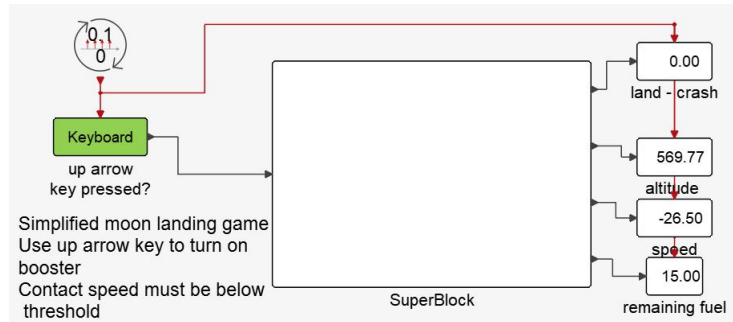 0.1
0
0.00
land - crash
Keyboard
up arrow
key pressed?
569.77
altitude
-26.50
speed
15.00
remaining fuel
Simplified moon landing game
Use up arrow key to turn on
booster
Contact speed must be below
threshold
SuperBlock